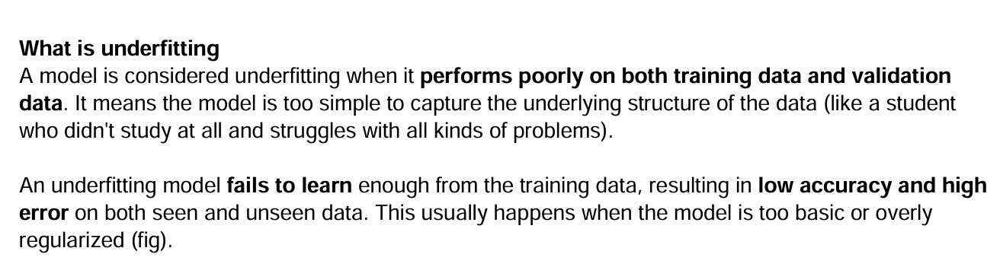 What is underfitting
A model is considered underfitting when it performs poorly on both training data and validation
data. It means the model is too simple to capture the underlying structure of the data (like a student
who didn't study at all and struggles with all kinds of problems).
An underfitting model fails to learn enough from the training data, resulting in low accuracy and high
error on both seen and unseen data. This usually happens when the model is too basic or overly
regularized (fig).